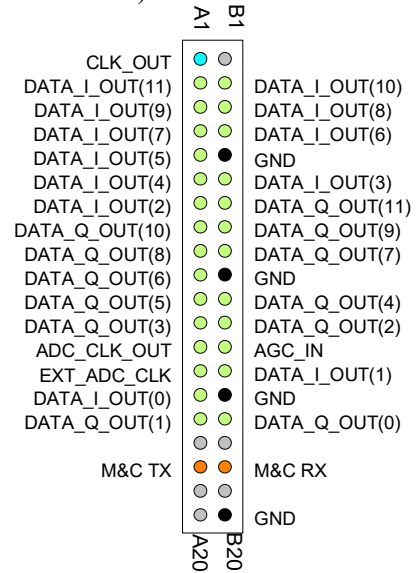 A1 B1
CLK_OUT
DATA_I_OUT(11) DATA_I_OUT(10)
DATA_I_OUT(9) DATA_I_OUT(8)
DATA_I_OUT(7) DATA_I_OUT(6)
DATA_I_OUT(5) GND
DATA_I_OUT(4) DATA_I_OUT(3)
DATA_I_OUT(2) DATA_Q_OUT(11)
DATA_Q_OUT(10) DATA_Q_OUT(9)
DATA_Q_OUT(8) DATA_Q_OUT(7)
DATA_Q_OUT(6) GND
DATA_Q_OUT(5) DATA_Q_OUT(4)
DATA_Q_OUT(3) DATA_Q_OUT(2)
ADC_CLK_OUT AGC_IN
EXT_ADC_CLK DATA_I_OUT(1)
DATA_I_OUT(0) GND
DATA_Q_OUT(1) DATA_Q_OUT(0)
M&C TX M&C RX
GND
A20 B20